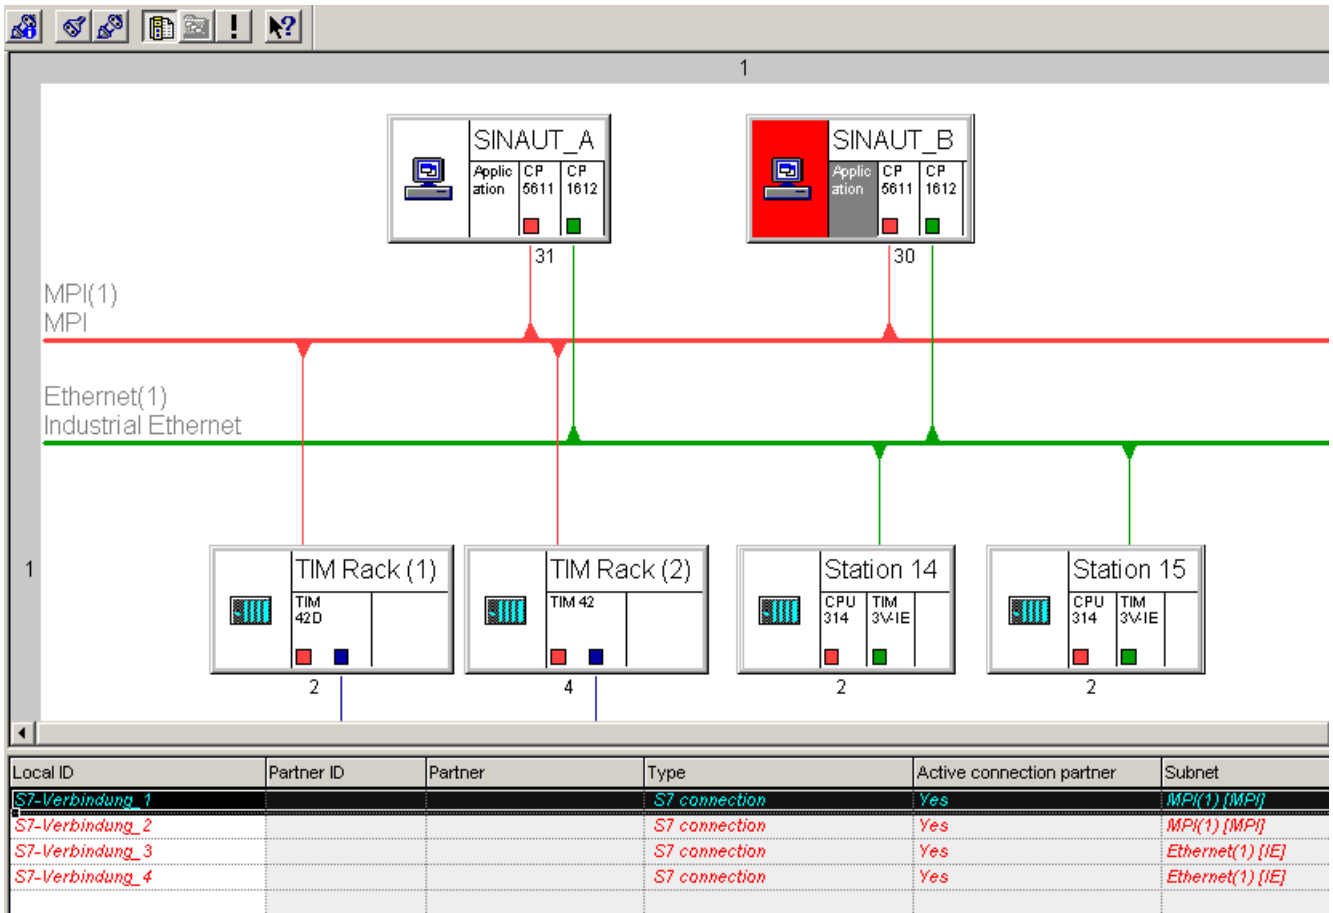 1
SINAUT_A
Applic
ation
CP
5611
CP
1612
31
SINAUT_B
Applic
ation
CP
5611
CP
1612
30
MPI(1)
MPI
Ethernet(1)
Industrial Ethernet
1
TIM Rack (1)
TIM
42D
2
TIM Rack (2)
TIM 42
4
Station 14
CPU
314
TIM
3V-IE
2
Station 15
CPU
314
TIM
3V-IE
2
Local ID Partner ID Partner Type Active connection partner Subnet
S7-Verbindung_1 S7 connection Yes MPI(1) [MPI]
S7-Verbindung_2 S7 connection Yes MPI(1) [MPI]
S7-Verbindung_3 S7 connection Yes Ethernet(1) [IE]
S7-Verbindung_4 S7 connection Yes Ethernet(1) [IE]